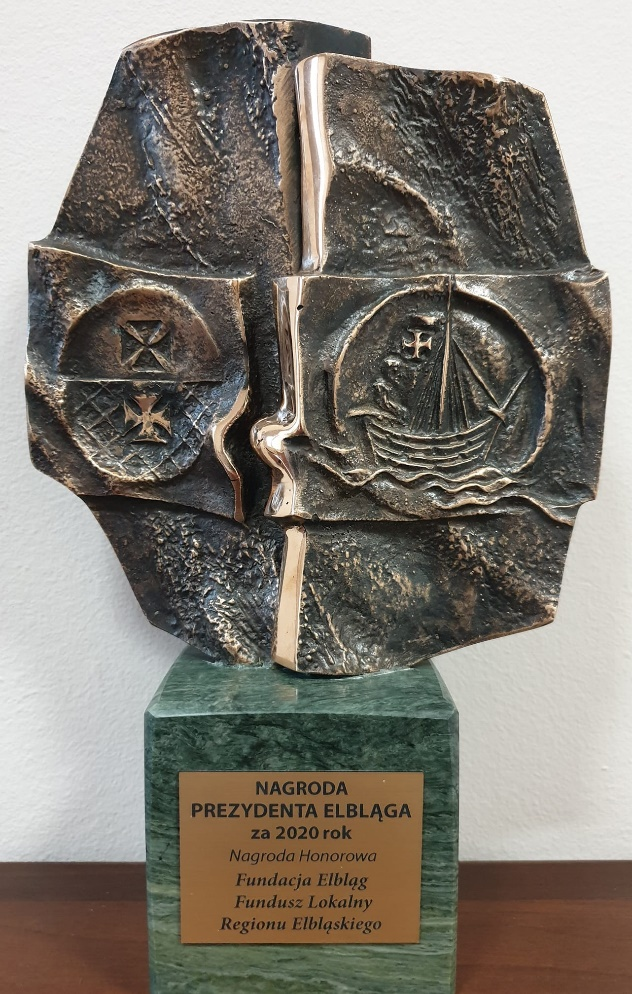 NAGRODA
PREZYDENTA ELBLĄGA
za 2020 rok
Nagroda Honorowa
Fundacja Elbląg
Fundusz Lokalny
Regionu Elbląskiego